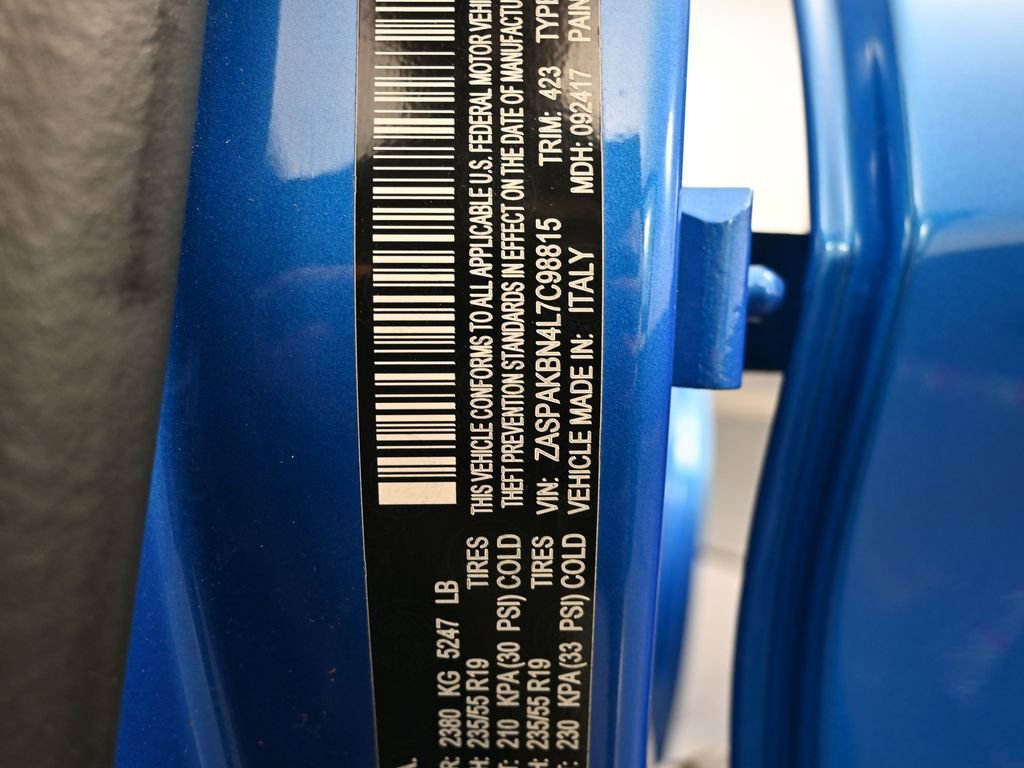 THIS VEHICLE CONFORMS TO ALL APPLICABLE U.S. FEDERAL MOTOR
THEFT PREVENTION STANDARDS IN EFFECT ON THE DATE OF
VIN: ZASPAKBN4L7C98815 TRIM: 423
VEHICLE MADE IN: ITALY MDH: 092417
2380 KG 5247 LB
235/55 R19 TIRES
210 KPA(30 PSI) COLD
235/55 R19 TIRES
230 KPA(33 PSI) COLD